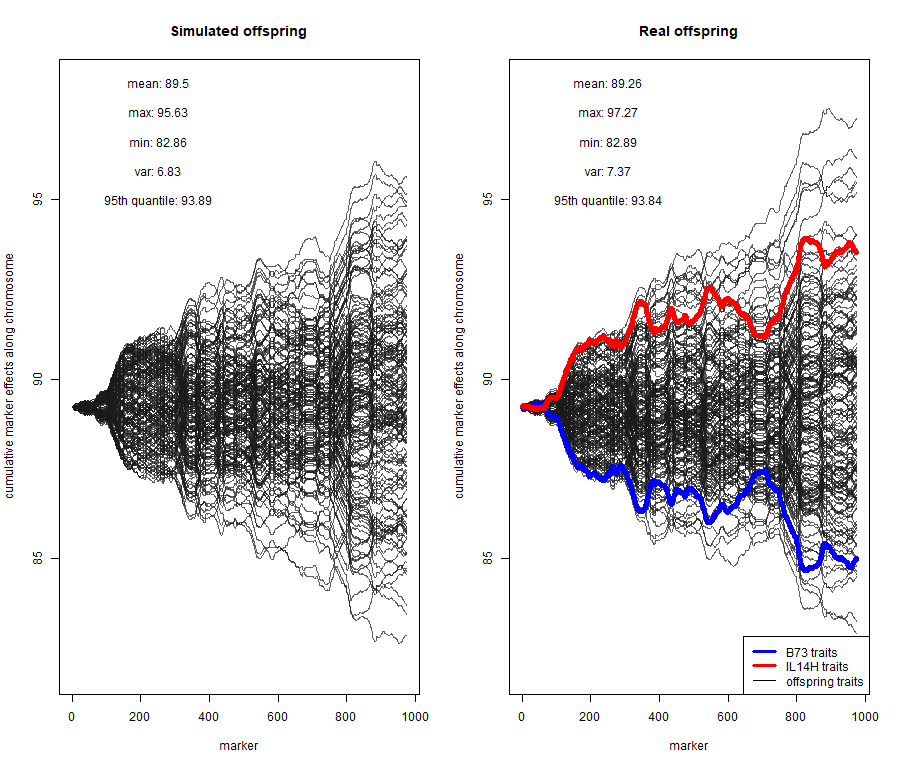 Simulated offspring
mean: 89.5
max: 95.63
min: 82.86
var: 6.83
95th quantile: 93.89
cumulative marker effects along chromosome
95
90
85
0 200 400 600 800 1000
marker
Real offspring
mean: 89.26
max: 97.27
min: 82.89
var: 7.37
95th quantile: 93.84
cumulative marker effects along chromosome
95
90
85
B73 traits
IL14H traits
offspring traits
0 200 400 600 800 1000
marker